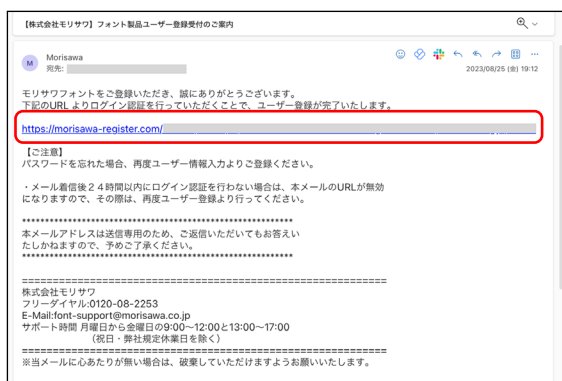 【株式会社モリサワ】フォント製品ユーザー登録受付のご案内
M
Morisawa
宛先:
2023/08/25 (金) 19:12
モリサワフォントをご登録いただき、誠にありがとうございます。
下記のURL よりログイン認証を行っていただくことで、ユーザー登録が完了いたします。
https://morisawa-register.com/
【ご注意】
パスワードを忘れた場合、再度ユーザー情報入力よりご登録ください。
・メール着信後２４時間以内にログイン認証を行わない場合は、本メールのURLが無効
になりますので、その際は、再度ユーザー登録より行ってください。
************************************************************
本メールアドレスは送信専用のため、ご返信いただいてもお答えい
たしかねますので、予めご了承ください。
************************************************************
============================================================
株式会社モリサワ
フリーダイヤル:0120-08-2253
E-Mail:font-support@morisawa.co.jp
サポート時間 月曜日から金曜日の9:00〜12:00と13:00〜17:00
（祝日・弊社規定休業日を除く）
============================================================
※当メールに心あたりが無い場合は、破棄していただけますようお願いいたします。